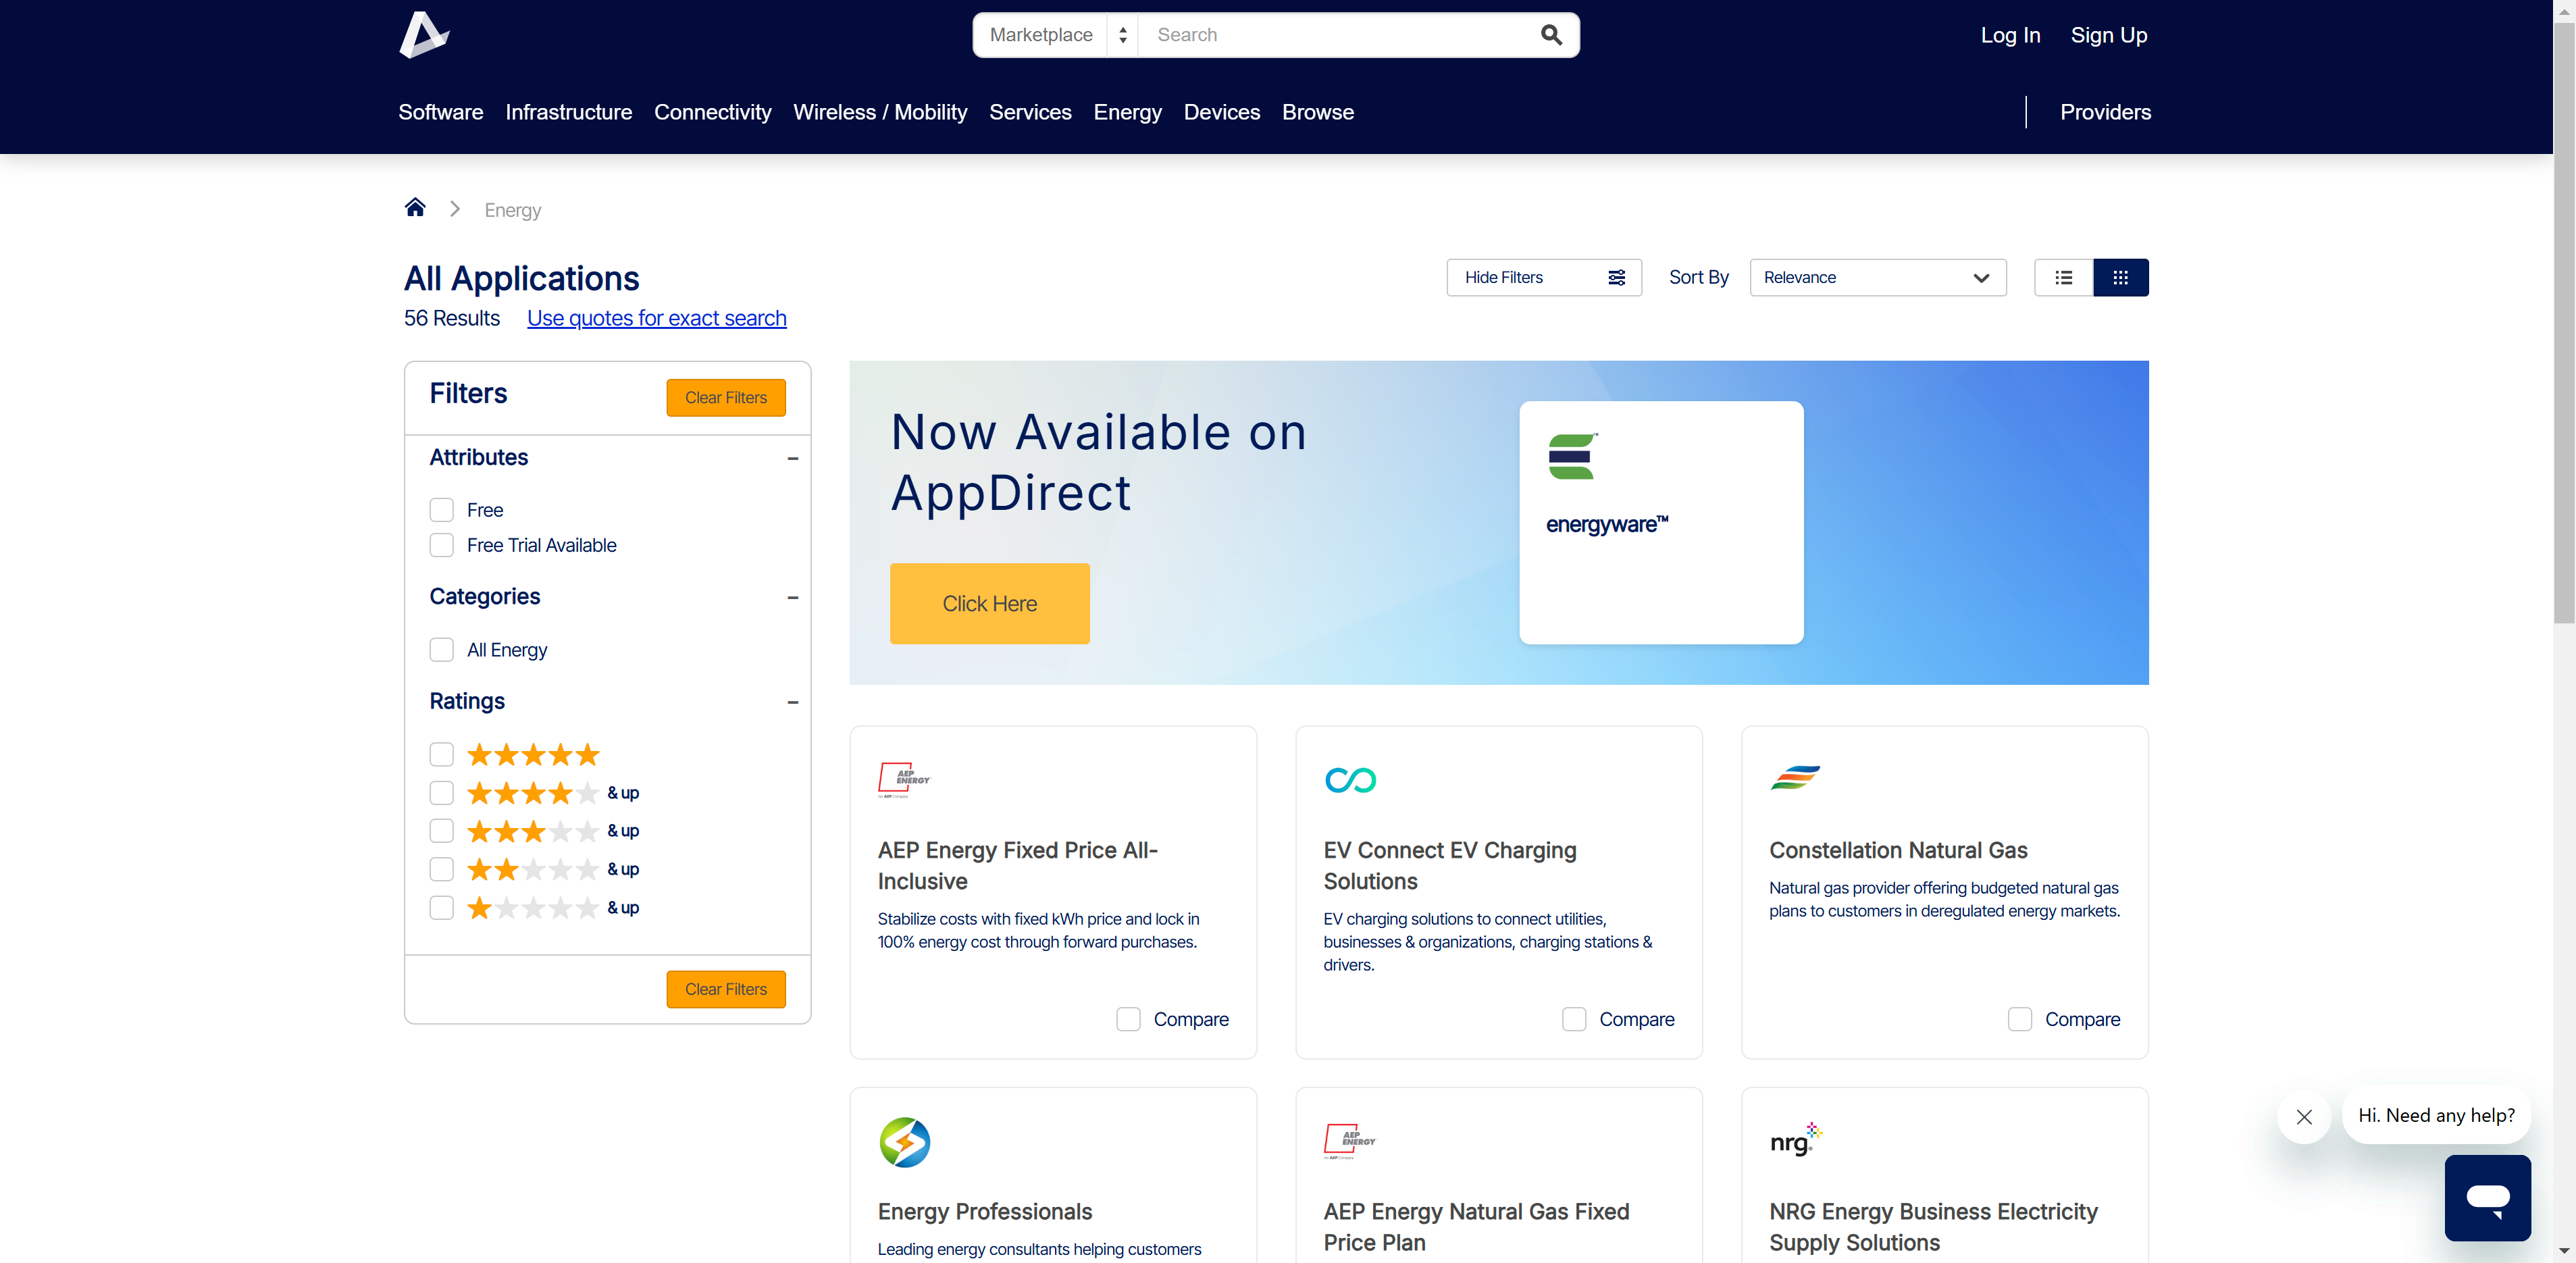 Marketplace
Search
Log In
Sign Up
Software
Infrastructure
Connectivity
Wireless / Mobility
Services
Energy
Devices
Browse
Providers
Energy
All Applications
56 Results
Use quotes for exact search
Hide Filters
Sort By
Relevance
Filters
Clear Filters
Attributes
Free
Free Trial Available
Categories
All Energy
Ratings
& up
& up
& up
& up
Clear Filters
Now Available on
AppDirect
Click Here
energyware™
AEP
ENERGY
An AEP Company
AEP Energy Fixed Price All-
Inclusive
Stabilize costs with fixed kWh price and lock in
100% energy cost through forward purchases.
Compare
EV Connect EV Charging
Solutions
EV charging solutions to connect utilities,
businesses & organizations, charging stations &
drivers.
Compare
Constellation Natural Gas
Natural gas provider offering budgeted natural gas
plans to customers in deregulated energy markets.
Compare
Energy Professionals
Leading energy consultants helping customers
AEP
ENERGY
An AEP Company
AEP Energy Natural Gas Fixed
Price Plan
nrg
NRG Energy Business Electricity
Supply Solutions
Hi. Need any help?